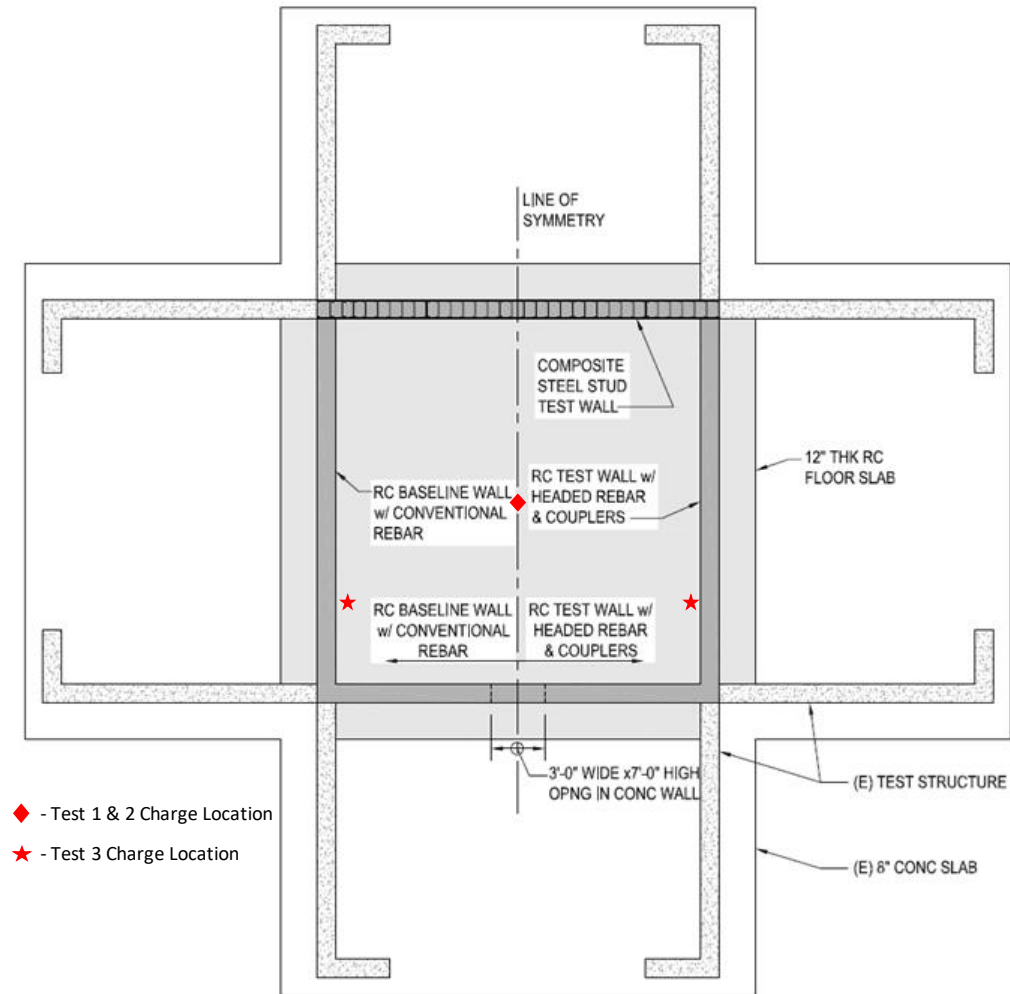 LINE OF
SYMMETRY
COMPOSITE
STEEL STUD
TEST WALL
12" THK RC
FLOOR SLAB
RC BASELINE WALL
w/ CONVENTIONAL
REBAR
RC TEST WALL w/
HEADED REBAR
& COUPLERS
RC BASELINE WALL
w/ CONVENTIONAL
REBAR
RC TEST WALL w/
HEADED REBAR
& COUPLERS
3'-0" WIDE x7'-0" HIGH
OPNG IN CONC WALL
(E) TEST STRUCTURE
- Test 1 & 2 Charge Location
- Test 3 Charge Location
(E) 8" CONC SLAB